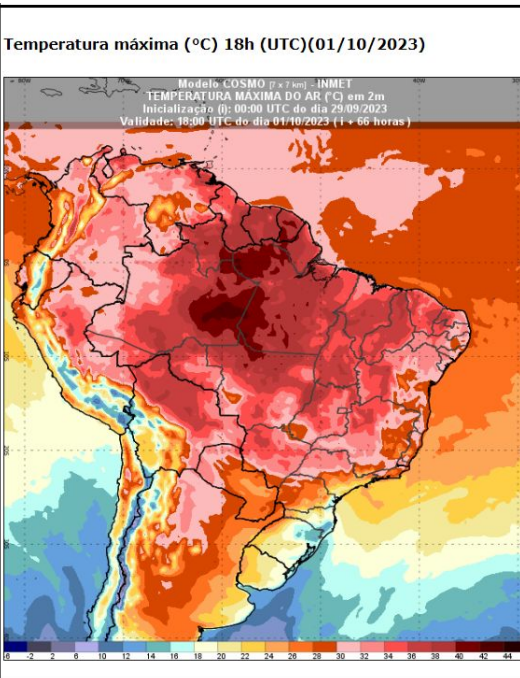 Temperatura máxima (°C) 18h (UTC)(01/10/2023)
Modelo COSMO [7 x 7 km] - INMET
TEMPERATURA MÁXIMA DO AR (°C) em 2m
Inicialização (i): 00:00 UTC do dia 29/09/2023
Validade: 18:00 UTC do dia 01/10/2023 ( i + 66 horas )
-6 -2 2 6 10 12 14 16 18 20 22 24 26 28 30 32 34 36 38 40 42 44